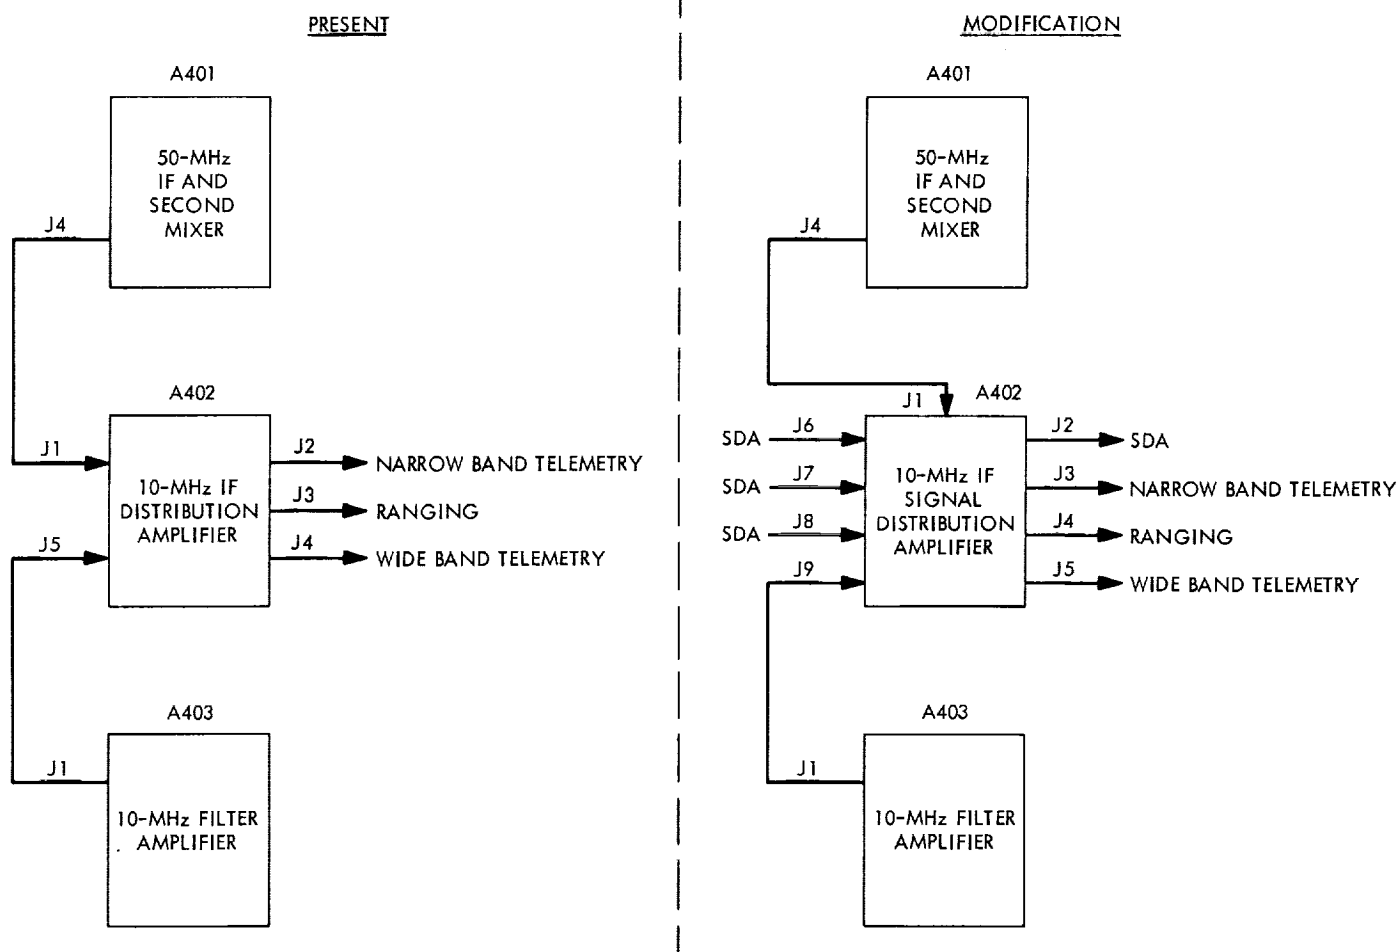 PRESENT
A401
50-MHz
IF AND
SECOND
MIXER
J4
A402
J1
J5
10-MHz IF
DISTRIBUTION
AMPLIFIER
J2
NARROW BAND TELEMETRY
J3
RANGING
J4
WIDE BAND TELEMETRY
A403
J1
10-MHz FILTER
AMPLIFIER
MODIFICATION
A401
50-MHz
IF AND
SECOND
MIXER
J4
J1
A402
SDA
J6
SDA
J7
SDA
J8
J9
10-MHz IF
SIGNAL
DISTRIBUTION
AMPLIFIER
J2
SDA
J3
NARROW BAND TELEMETRY
J4
RANGING
J5
WIDE BAND TELEMETRY
A403
J1
10-MHz FILTER
AMPLIFIER